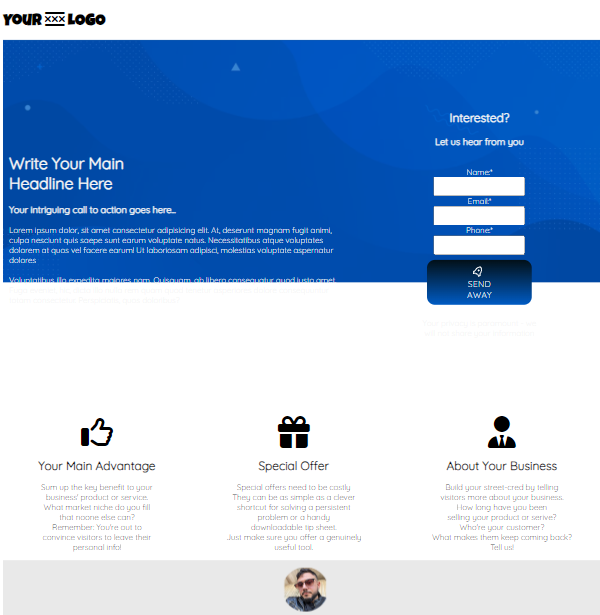 YOUR XXX LOGO
Write Your Main
Headline Here
Your intriguing call to action goes here...
Lorem ipsum dolor, sit amet consectetur adipisicing elit. At, deserunt magnam fugit animi,
culpa nesciunt quis saepe sunt earum voluptate natus. Necessitatibus atque voluptates
dolorem at quas vel facere earum! Ut laboriosam adipisci, molestias voluptate aspernatur
dolores
Voluptatibus illo expedita maiores nam. Quisquam, ab libero consequatur quod iusto amet
Interested?
Let us hear from you
Name:*
Email:*
Phone:*
SEND
AWAY
Your Main Advantage
Sum up the key benefit to your
business' product or service.
What market niche do you fill
that noone else can?
Remember: You're out to
convince visitors to leave their
personal info!
Special Offer
Special offers need to be costly
They can be as simple as a clever
shortcut for solving a persistent
problem or a handy
downloadable tip sheet.
Just make sure you offer a genuinely
useful tool.
About Your Business
Build your street-cred by telling
visitors more about your business.
How long have you been
selling your product or serive?
Who're your customer?
What makes them keep coming back?
Tell us!